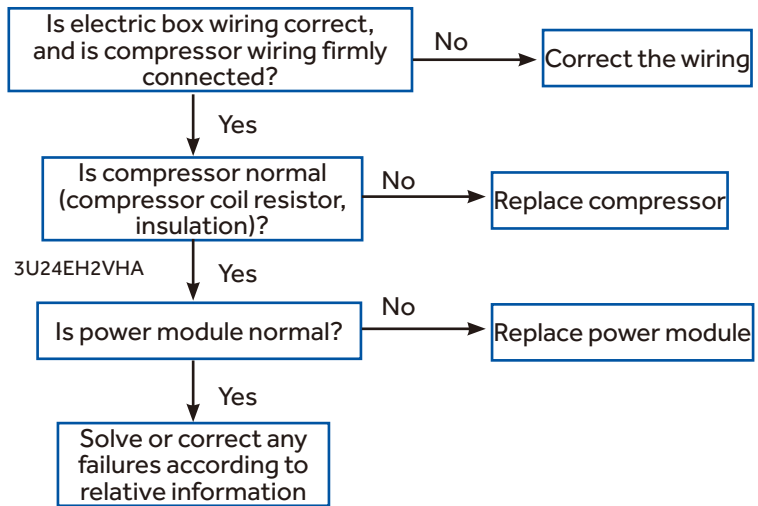 Is electric box wiring correct,
and is compressor wiring firmly
connected?
No
Correct the wiring
Yes
Is compressor normal
(compressor coil resistor,
insulation)?
No
Replace compressor
3U24EH2VHA
Yes
Is power module normal?
No
Replace power module
Yes
Solve or correct any
failures according to
relative information